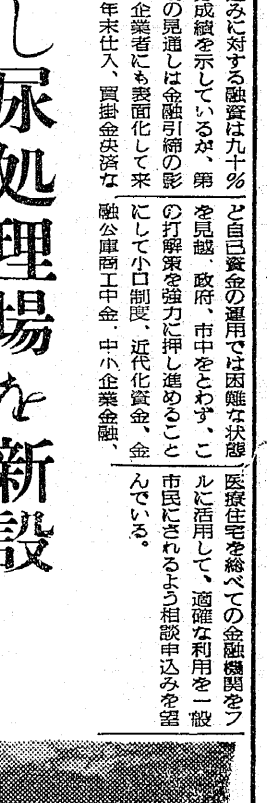 みに対する融資は九十%
成績を示しているが、第
の見通しは金融引締の影
企業者にも表面化して来
年末仕入、買掛金決済な
ど自己資金の運用では困難な状態
を見越、政府、市中をとわず、こ
の打解策を強力に押し進めること
にして小口制度、近代化資金、金
融公庫商工中金、中小企業金融、
医療住宅を総べての金融機関をフ
ルに活用して、適確な利用を一般
市民にされるよう相談申込みを望
んでいる。
し尿処理場を新設